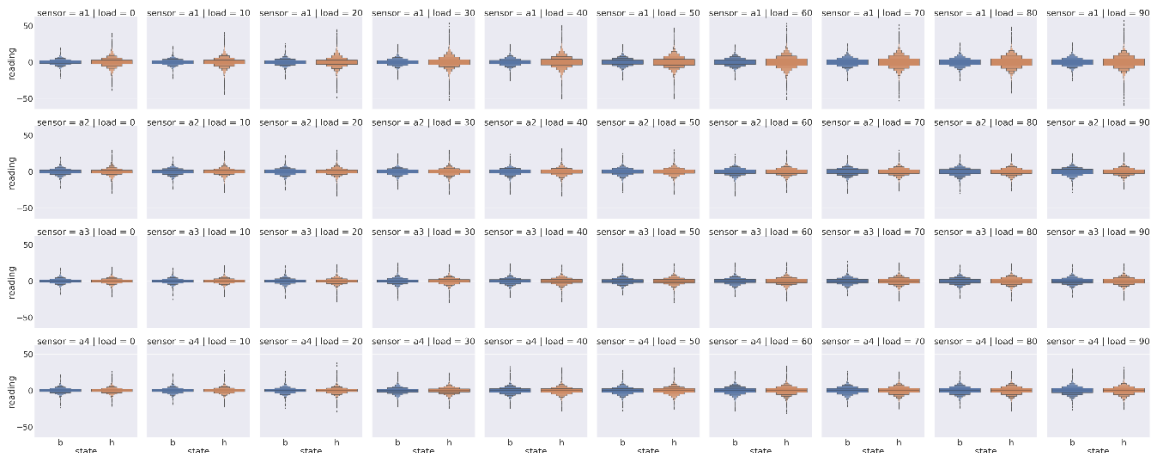 sensor = a1 | load = 0 sensor = a1 | load = 10 sensor = a1 | load = 20 sensor = a1 | load = 30 sensor = a1 | load = 40 sensor = a1 | load = 50 sensor = a1 | load = 60 sensor = a1 | load = 70 sensor = a1 | load = 80 sensor = a1 | load = 90
50
reading
0
−50
sensor = a2 | load = 0 sensor = a2 | load = 10 sensor = a2 | load = 20 sensor = a2 | load = 30 sensor = a2 | load = 40 sensor = a2 | load = 50 sensor = a2 | load = 60 sensor = a2 | load = 70 sensor = a2 | load = 80 sensor = a2 | load = 90
50
reading
0
−50
sensor = a3 | load = 0 sensor = a3 | load = 10 sensor = a3 | load = 20 sensor = a3 | load = 30 sensor = a3 | load = 40 sensor = a3 | load = 50 sensor = a3 | load = 60 sensor = a3 | load = 70 sensor = a3 | load = 80 sensor = a3 | load = 90
50
reading
0
−50
sensor = a4 | load = 0 sensor = a4 | load = 10 sensor = a4 | load = 20 sensor = a4 | load = 30 sensor = a4 | load = 40 sensor = a4 | load = 50 sensor = a4 | load = 60 sensor = a4 | load = 70 sensor = a4 | load = 80 sensor = a4 | load = 90
50
reading
0
−50
b h b h b h b h b h b h b h b h b h b h
state state state state state state state state state state